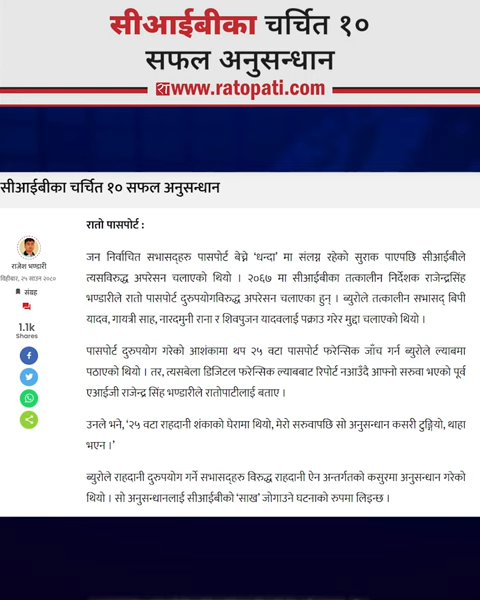 सीआईबीका चर्चित १०
सफल अनुसन्धान
www.ratopati.com
सीआईबीका चर्चित १० सफल अनुसन्धान
रातो पासपोर्ट :
राजेश भण्डारी
बिहीबार, २५ साउन २०८०
संग्रह
1.1k
Shares
जन निर्वाचित सभासदहरु पासपोर्ट बेच्ने ‘धन्दा’ मा संलग्न रहेको सुराक पाएपछि सीआईबीले
त्यसविरुद्ध अपरेसन चलाएको थियो । २०६७ मा सीआईबीका तत्कालीन निर्देशक राजेन्द्रसिंह
भण्डारीले रातो पासपोर्ट दुरुपयोगविरुद्ध अपरेसन चलाएका हुन् । ब्युरोले तत्कालीन सभासद् बिपी
यादव, गायत्री साह, नारदमुनी राना र शिवपुजन यादवलाई पक्राउ गरेर मुद्दा चलाएको थियो ।
पासपोर्ट दुरुपयोग गरेको आशंकामा थप २५ वटा पासपोर्ट फरेन्सिक जाँच गर्न ब्युरोले ल्याबमा
पठाएको थियो । तर, त्यसबेला डिजिटल फरेन्सिक ल्याबबाट रिपोर्ट नआउँदै आफ्नो सरुवा भएको पूर्व
एआईजी राजेन्द्र सिंह भण्डारीले रातोपाटीलाई बताए ।
उनले भने, ‘२५ वटा राहदानी शंकाको घेरामा थियो, मेरो सरुवापछि सो अनुसन्धान कसरी टुङ्गियो, थाहा
भएन ।’
ब्युरोले राहदानी दुरुपयोग गर्ने सभासदहरु विरुद्ध राहदानी ऐन अन्तर्गतको कसुरमा अनुसन्धान गरेको
थियो । सो अनुसन्धानलाई सीआईबीको ‘साख’ जोगाउने घटनाको रुपमा लिइन्छ ।